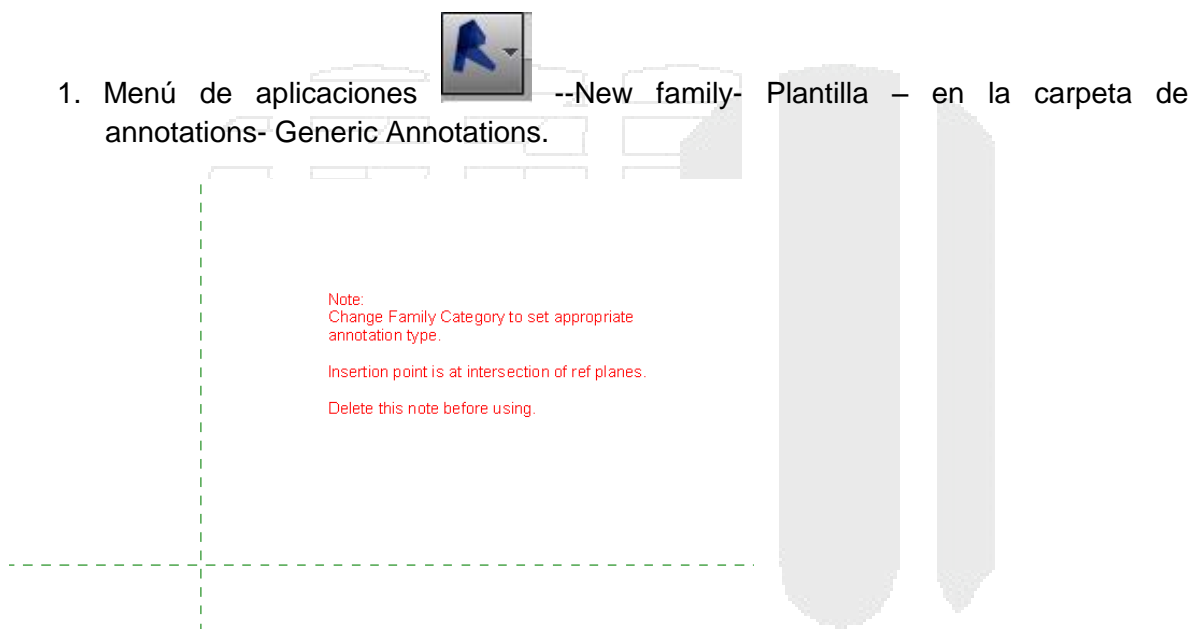 1. Menú de aplicaciones --New family- Plantilla – en la carpeta de
annotations- Generic Annotations.
Note:
Change Family Category to set appropriate
annotation type.
Insertion point is at intersection of ref planes.
Delete this note before using.